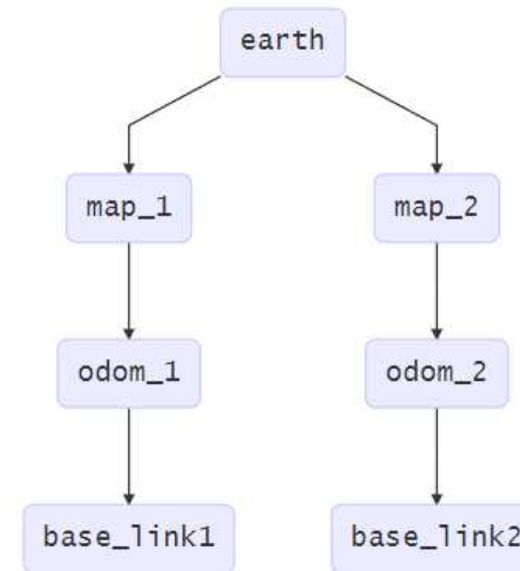 earth
map_1
map_2
odom_1
odom_2
base_link1
base_link2